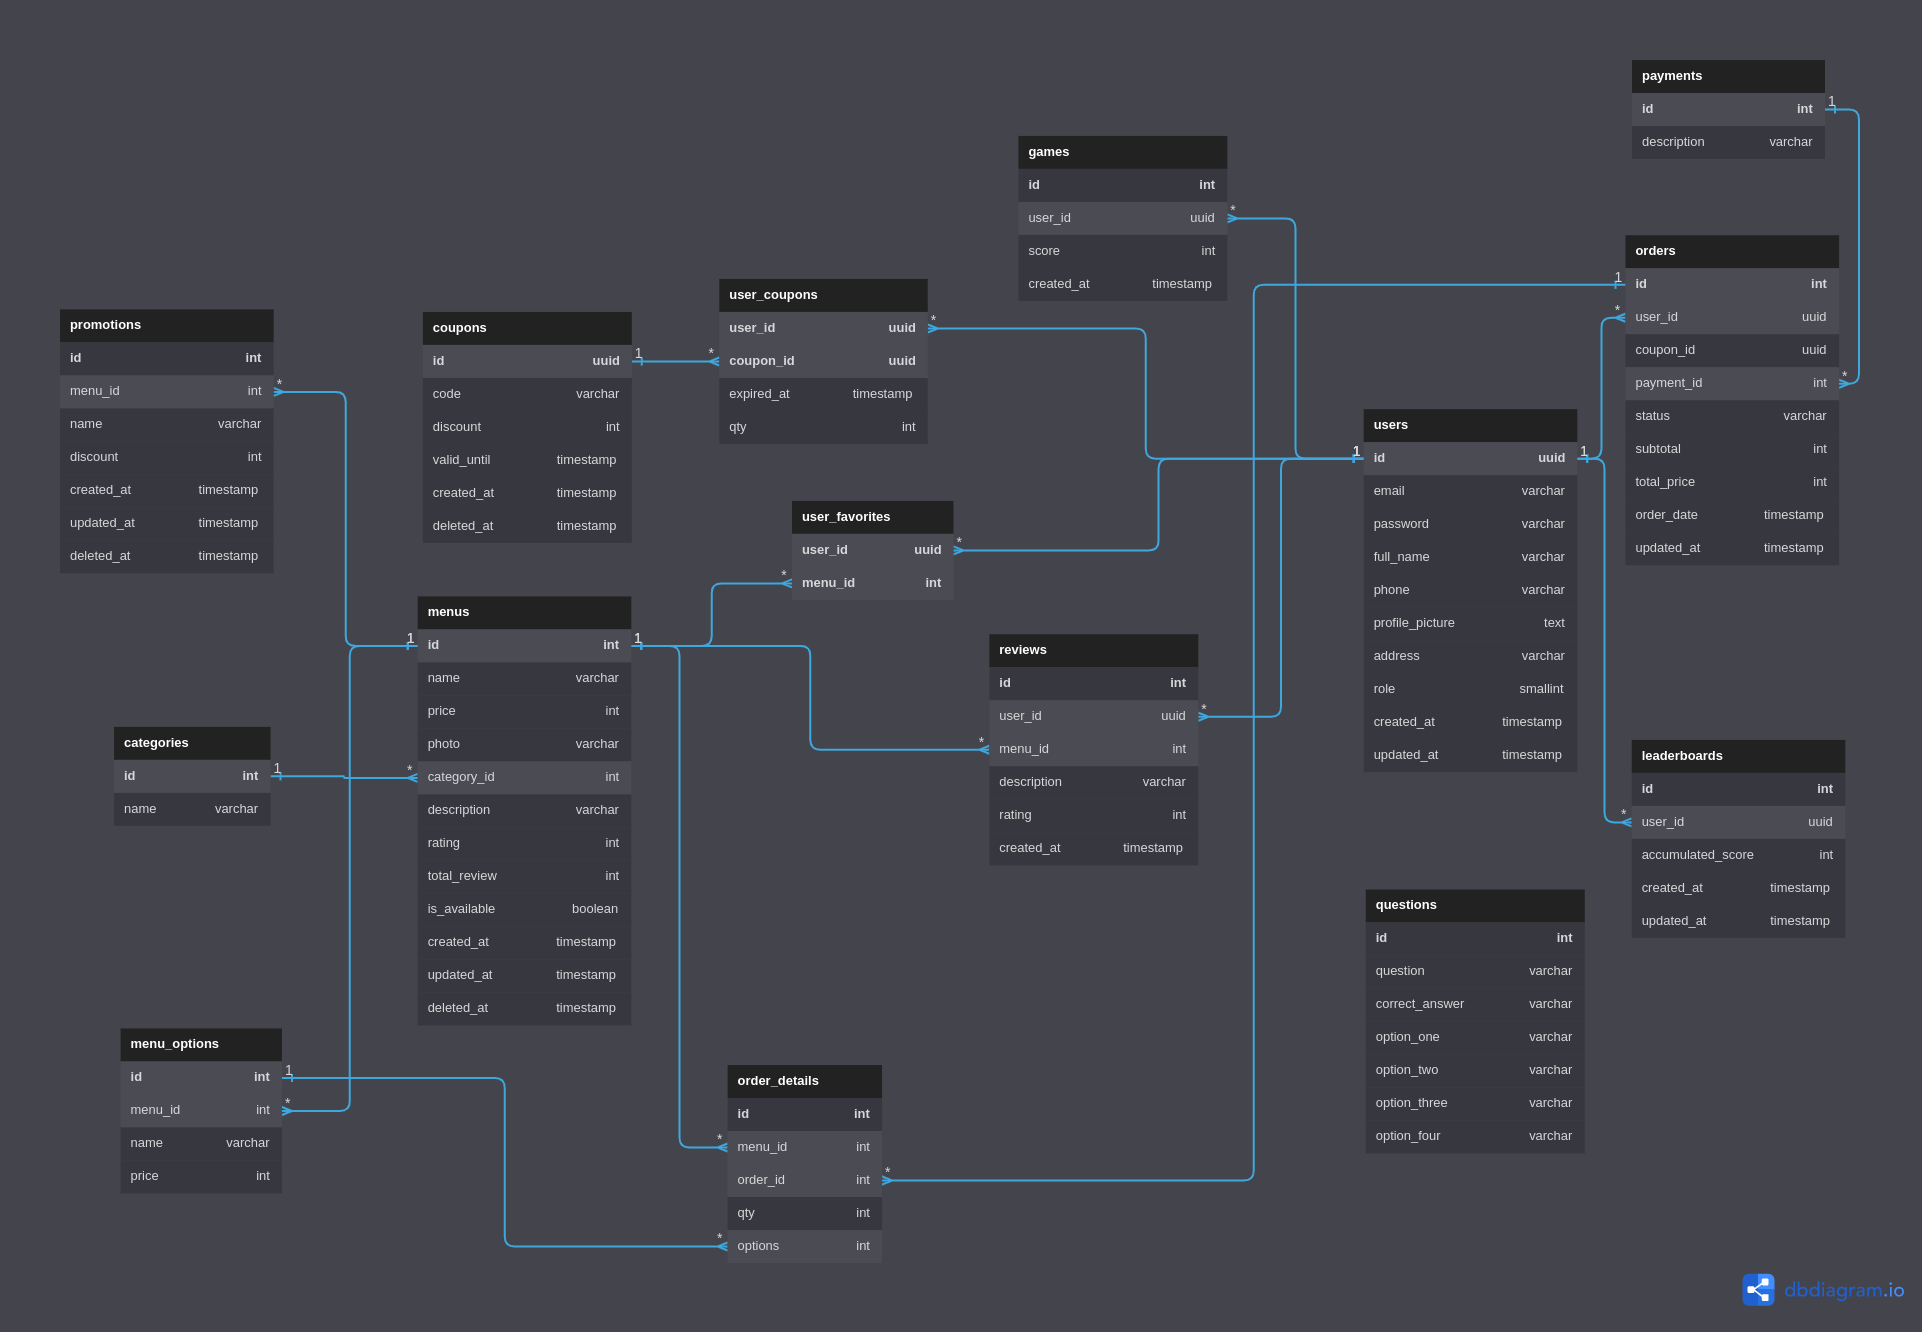 payments
id int
description varchar
games
id int
user_id uuid
score int
created_at timestamp
orders
id int
user_id uuid
coupon_id uuid
payment_id int
status varchar
subtotal int
total_price int
order_date timestamp
updated_at timestamp
user_coupons
user_id uuid
coupon_id uuid
expired_at timestamp
qty int
promotions
id int
menu_id int
name varchar
discount int
created_at timestamp
updated_at timestamp
deleted_at timestamp
coupons
id uuid
code varchar
discount int
valid_until timestamp
created_at timestamp
deleted_at timestamp
users
id uuid
email varchar
password varchar
full_name varchar
phone varchar
profile_picture text
address varchar
role smallint
created_at timestamp
updated_at timestamp
user_favorites
user_id uuid
menu_id int
menus
id int
name varchar
price int
photo varchar
category_id int
description varchar
rating int
total_review int
is_available boolean
created_at timestamp
updated_at timestamp
deleted_at timestamp
reviews
id int
user_id uuid
menu_id int
description varchar
rating int
created_at timestamp
categories
id int
name varchar
leaderboards
id int
user_id uuid
accumulated_score int
created_at timestamp
updated_at timestamp
questions
id int
question varchar
correct_answer varchar
option_one varchar
option_two varchar
option_three varchar
option_four varchar
menu_options
id int
menu_id int
name varchar
price int
order_details
id int
menu_id int
order_id int
qty int
options int
1
*
*
1
*
*
1
*
*
1
*
1
1
*
*
1
1
*
*
1
*
*
*
1
*
*
*
*
dbdiagram.io